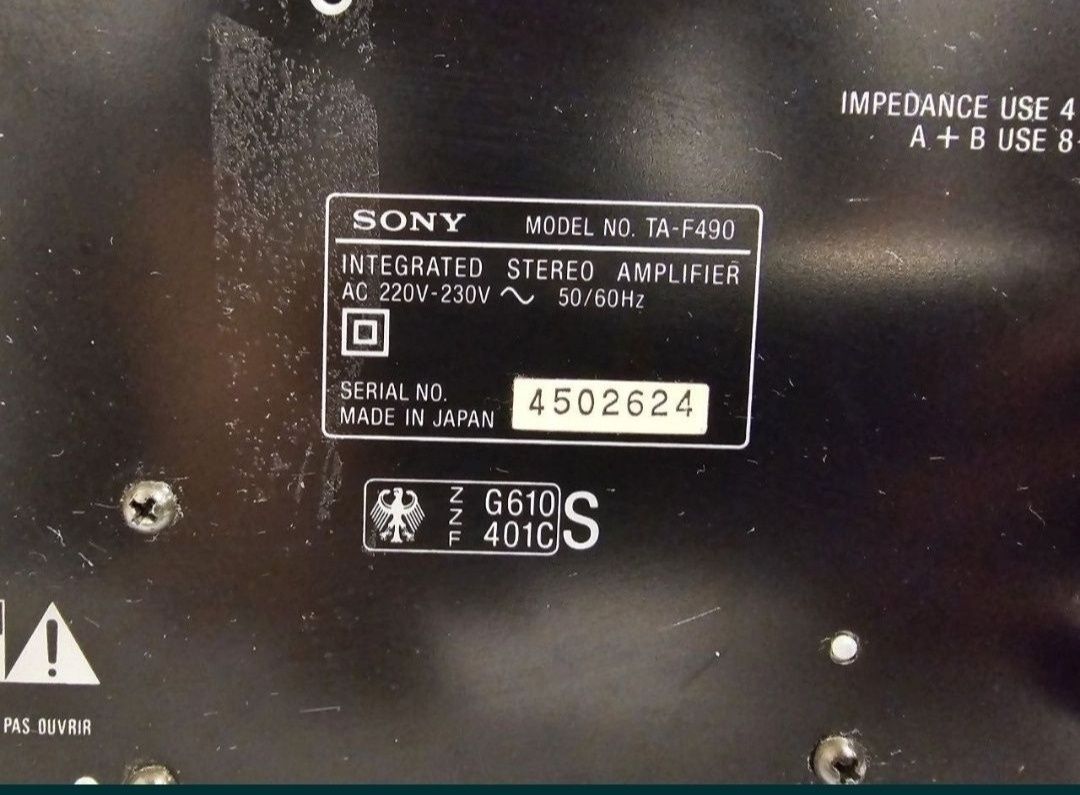 IMPEDANCE USE 4
A + B USE 8
SONY MODEL NO. TA-F490
INTEGRATED STEREO AMPLIFIER
AC 220V-230V ~ 50/60Hz
SERIAL NO.
MADE IN JAPAN 4502624
ZZF G610 S
401C
PAS OUVRIR